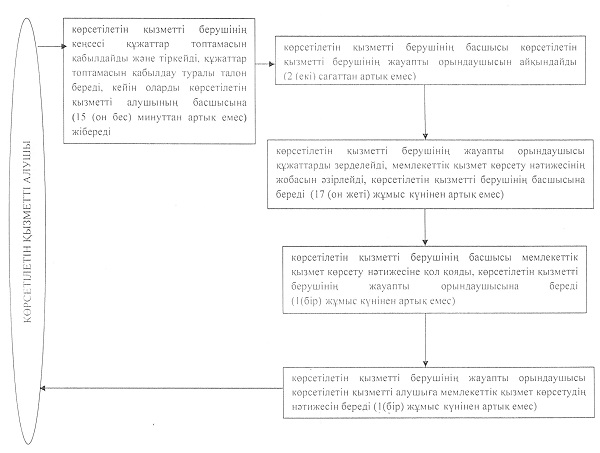 КӨРСЕТІЛЕТІН ҚЫЗМЕТТІ АЛУШЫ
көрсетілетін қызметті берушінің
кеңсесі құжаттар топтамасын
қабылдайды және тіркейді, құжаттар
топтамасын қабылдау туралы талон
береді, кейін оларды көрсетілетін
қызметті алушының басшысына
(15 (он бес) минуттан артық емес)
жібереді
көрсетілетін қызметті берушінің басшысы көрсетілетін
қызметті берушінің жауапты орындаушысын айқындайды
(2 (екі) сағаттан артық емес)
көрсетілетін қызметті берушінің жауапты орындаушысы
құжаттарды зерделейді, мемлекеттік қызмет көрсету нәтижесінің
жобасын әзірлейді, көрсетілетін қызметті берушінің басшысына
береді (17 (он жеті) жұмыс күнінен артық емес)
көрсетілетін қызметті берушінің басшысы мемлекеттік
қызмет көрсету нәтижесіне қол қояды, көрсетілетін қызметті
берушінің жауапты орындаушысына береді
(1(бір) жұмыс күнінен артық емес)
көрсетілетін қызметті берушінің жауапты орындаушысы
көрсетілетін қызметті алушыға мемлекеттік қызмет көрсетудің
нәтижесін береді (1(бір) жұмыс күнінен артық емес)